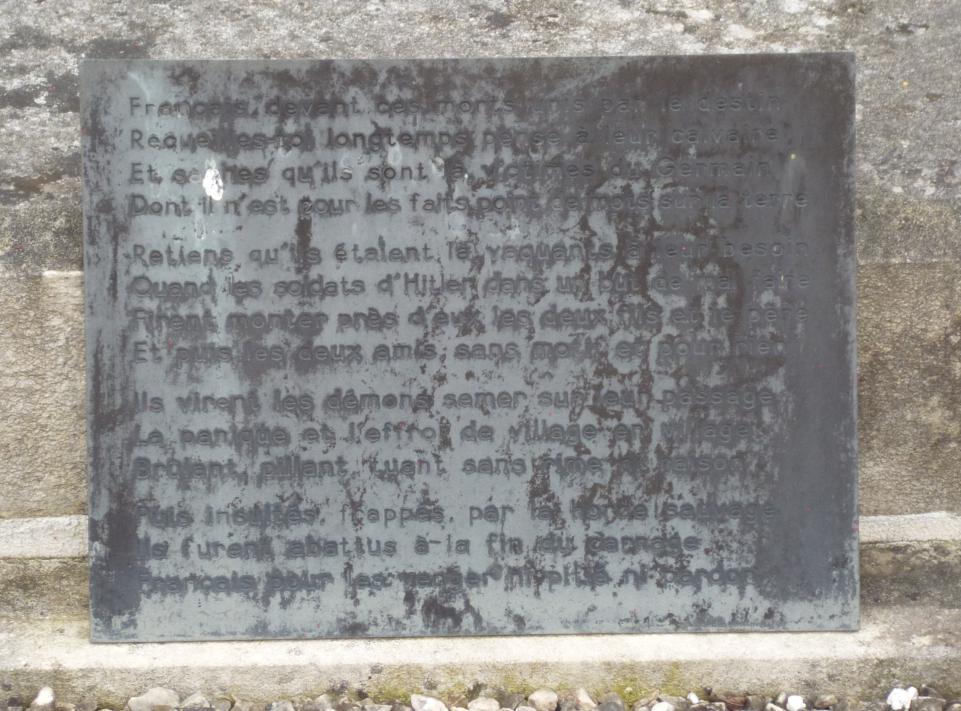 Français, devant ces morts unis par le destin
Recueilles-toi longtemps pense à leur calvaire
Et saches qu'ils sont là victimes du Germain
Dont il n'est pour les faits point de mots sur la terre
Retiens qu'ils étaient là vaquants à leur besoin
Quand les soldats d'Hitler dans un but de mal faire
Firent monter près d'eux les deux fils et le père
Et puis les deux amis, sans motif et pour rien
Ils virent les démons semer sur leur passage
La panique et l'effroi de village en village
Brûlant, pillant, tuant sans rime ni raison
Puis insultés, frappés, par la horde sauvage
Ils furent abattus à la fin du carnage
Français pour les venger ni pitié ni pardon